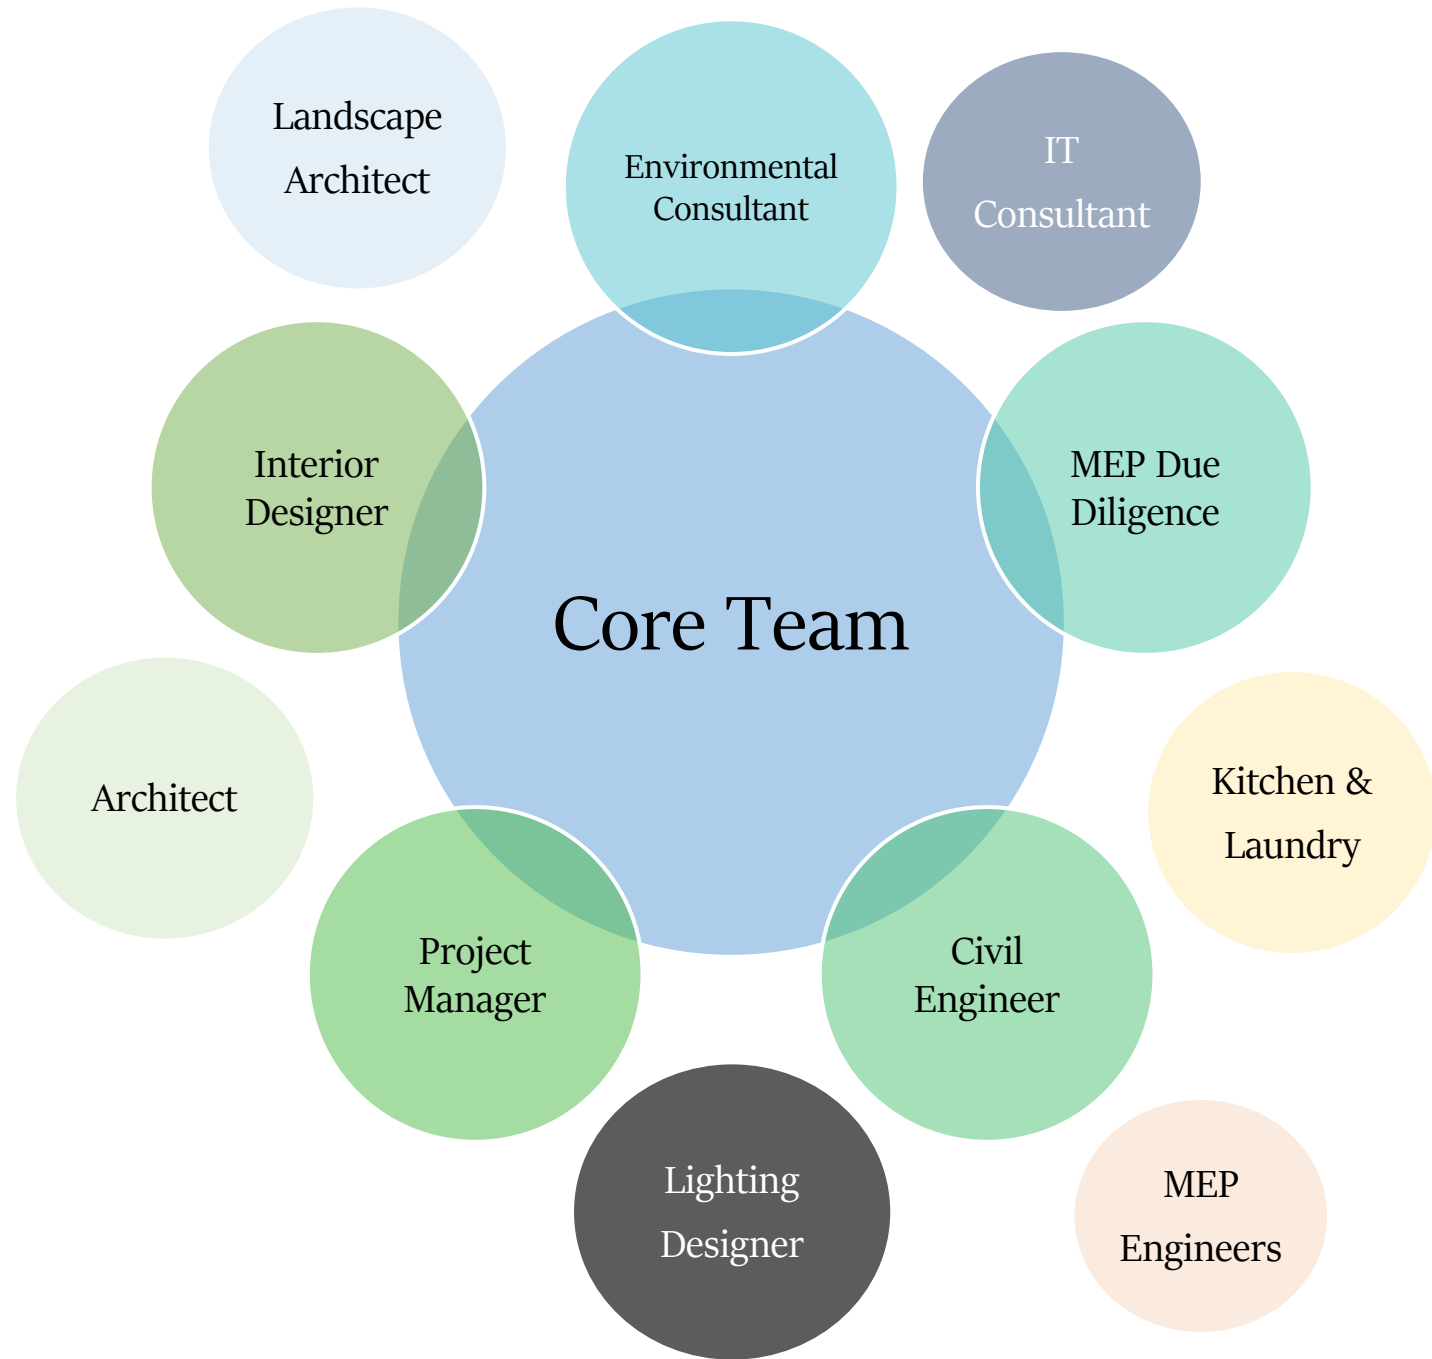 Landscape
Architect
Environmental
Consultant
IT
Consultant
Interior
Designer
MEP Due
Diligence
Core Team
Architect
Kitchen &
Laundry
Project
Manager
Civil
Engineer
Lighting
Designer
MEP
Engineers